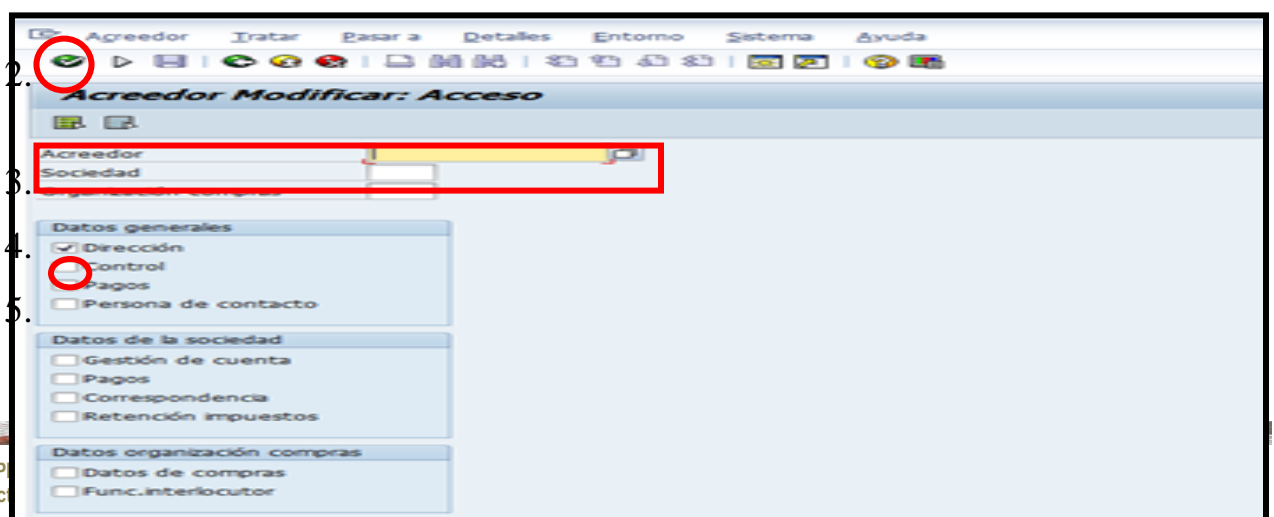 Acreedor Tratar Pasar a Detalles Entorno Sistema Ayuda
2.
Acreedor Modificar: Acceso
Acreedor
Sociedad
3.
Organización compras
Datos generales
4.
Dirección
Control
Pagos
Persona de contacto
5.
Datos de la sociedad
Gestión de cuenta
Pagos
Correspondencia
Retención impuestos
Datos organización compras
Datos de compras
Func.interlocutor